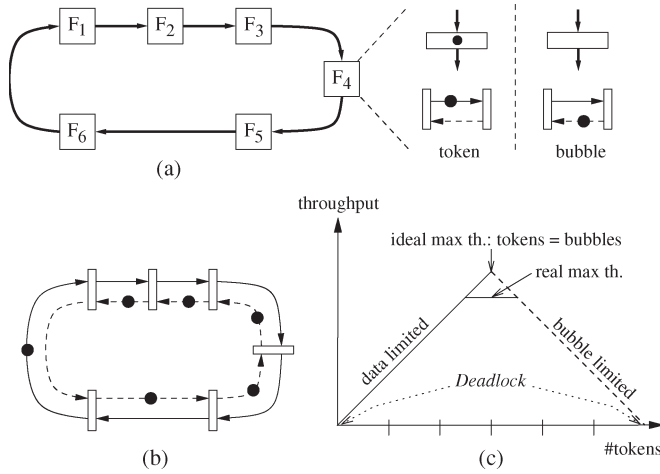 F1
F2
F3
F4
F6
F5
(a)
token
bubble
throughput
ideal max th.: tokens = bubbles
real max th.
data limited
bubble limited
Deadlock
#tokens
(b)
(c)